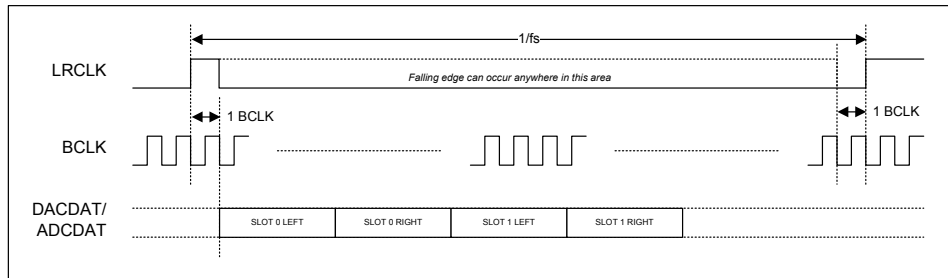 1/fs
LRCLK
Falling edge can occur anywhere in this area
1 BCLK
1 BCLK
BCLK
DACDAT/
ADCDAT
SLOT 0 LEFT
SLOT 0 RIGHT
SLOT 1 LEFT
SLOT 1 RIGHT